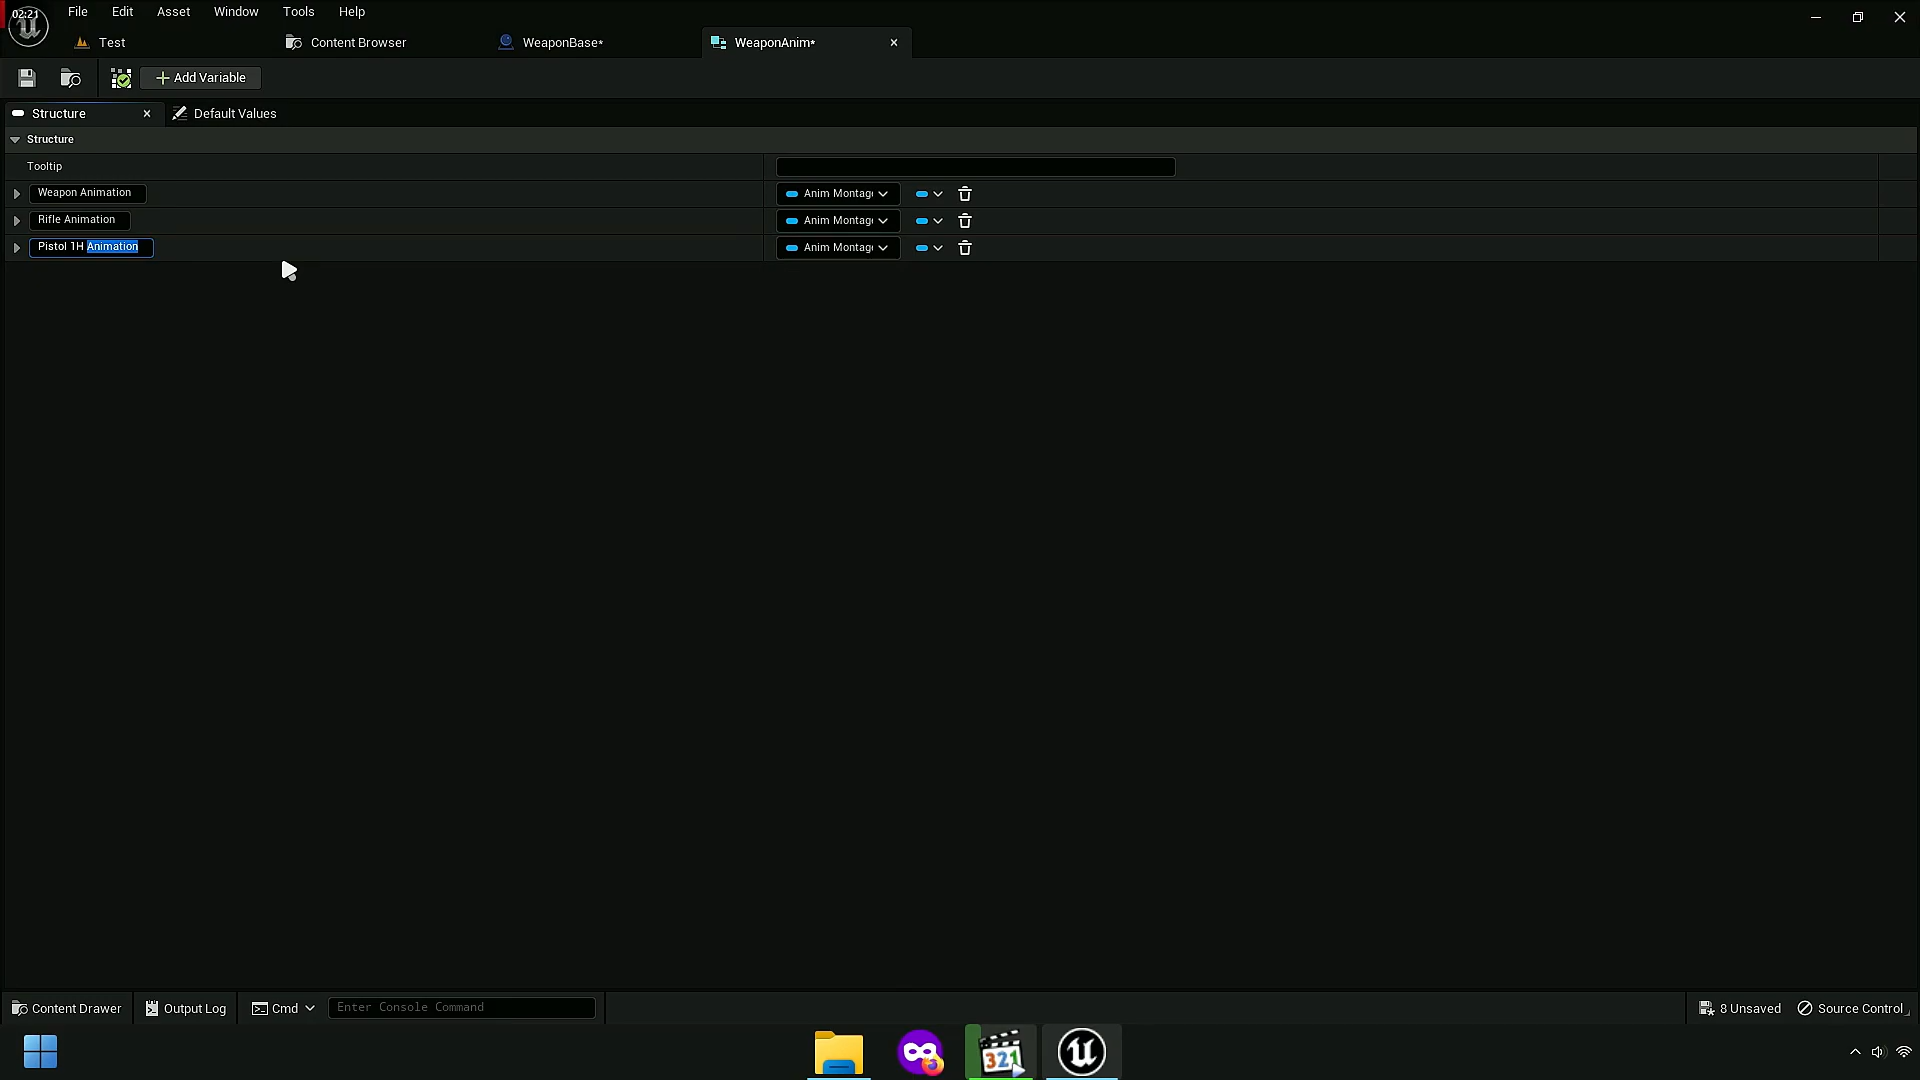 02:21
File Edit Asset Window Tools Help
Test Content Browser WeaponBase* WeaponAnim*
Add Variable
Structure Default Values
Structure
Tooltip
Weapon Animation Anim Montag
Rifle Animation Anim Montag
Pistol 1H Animation Anim Montag
Content Drawer Output Log Cmd Enter Console Command 8 Unsaved Source Control
321